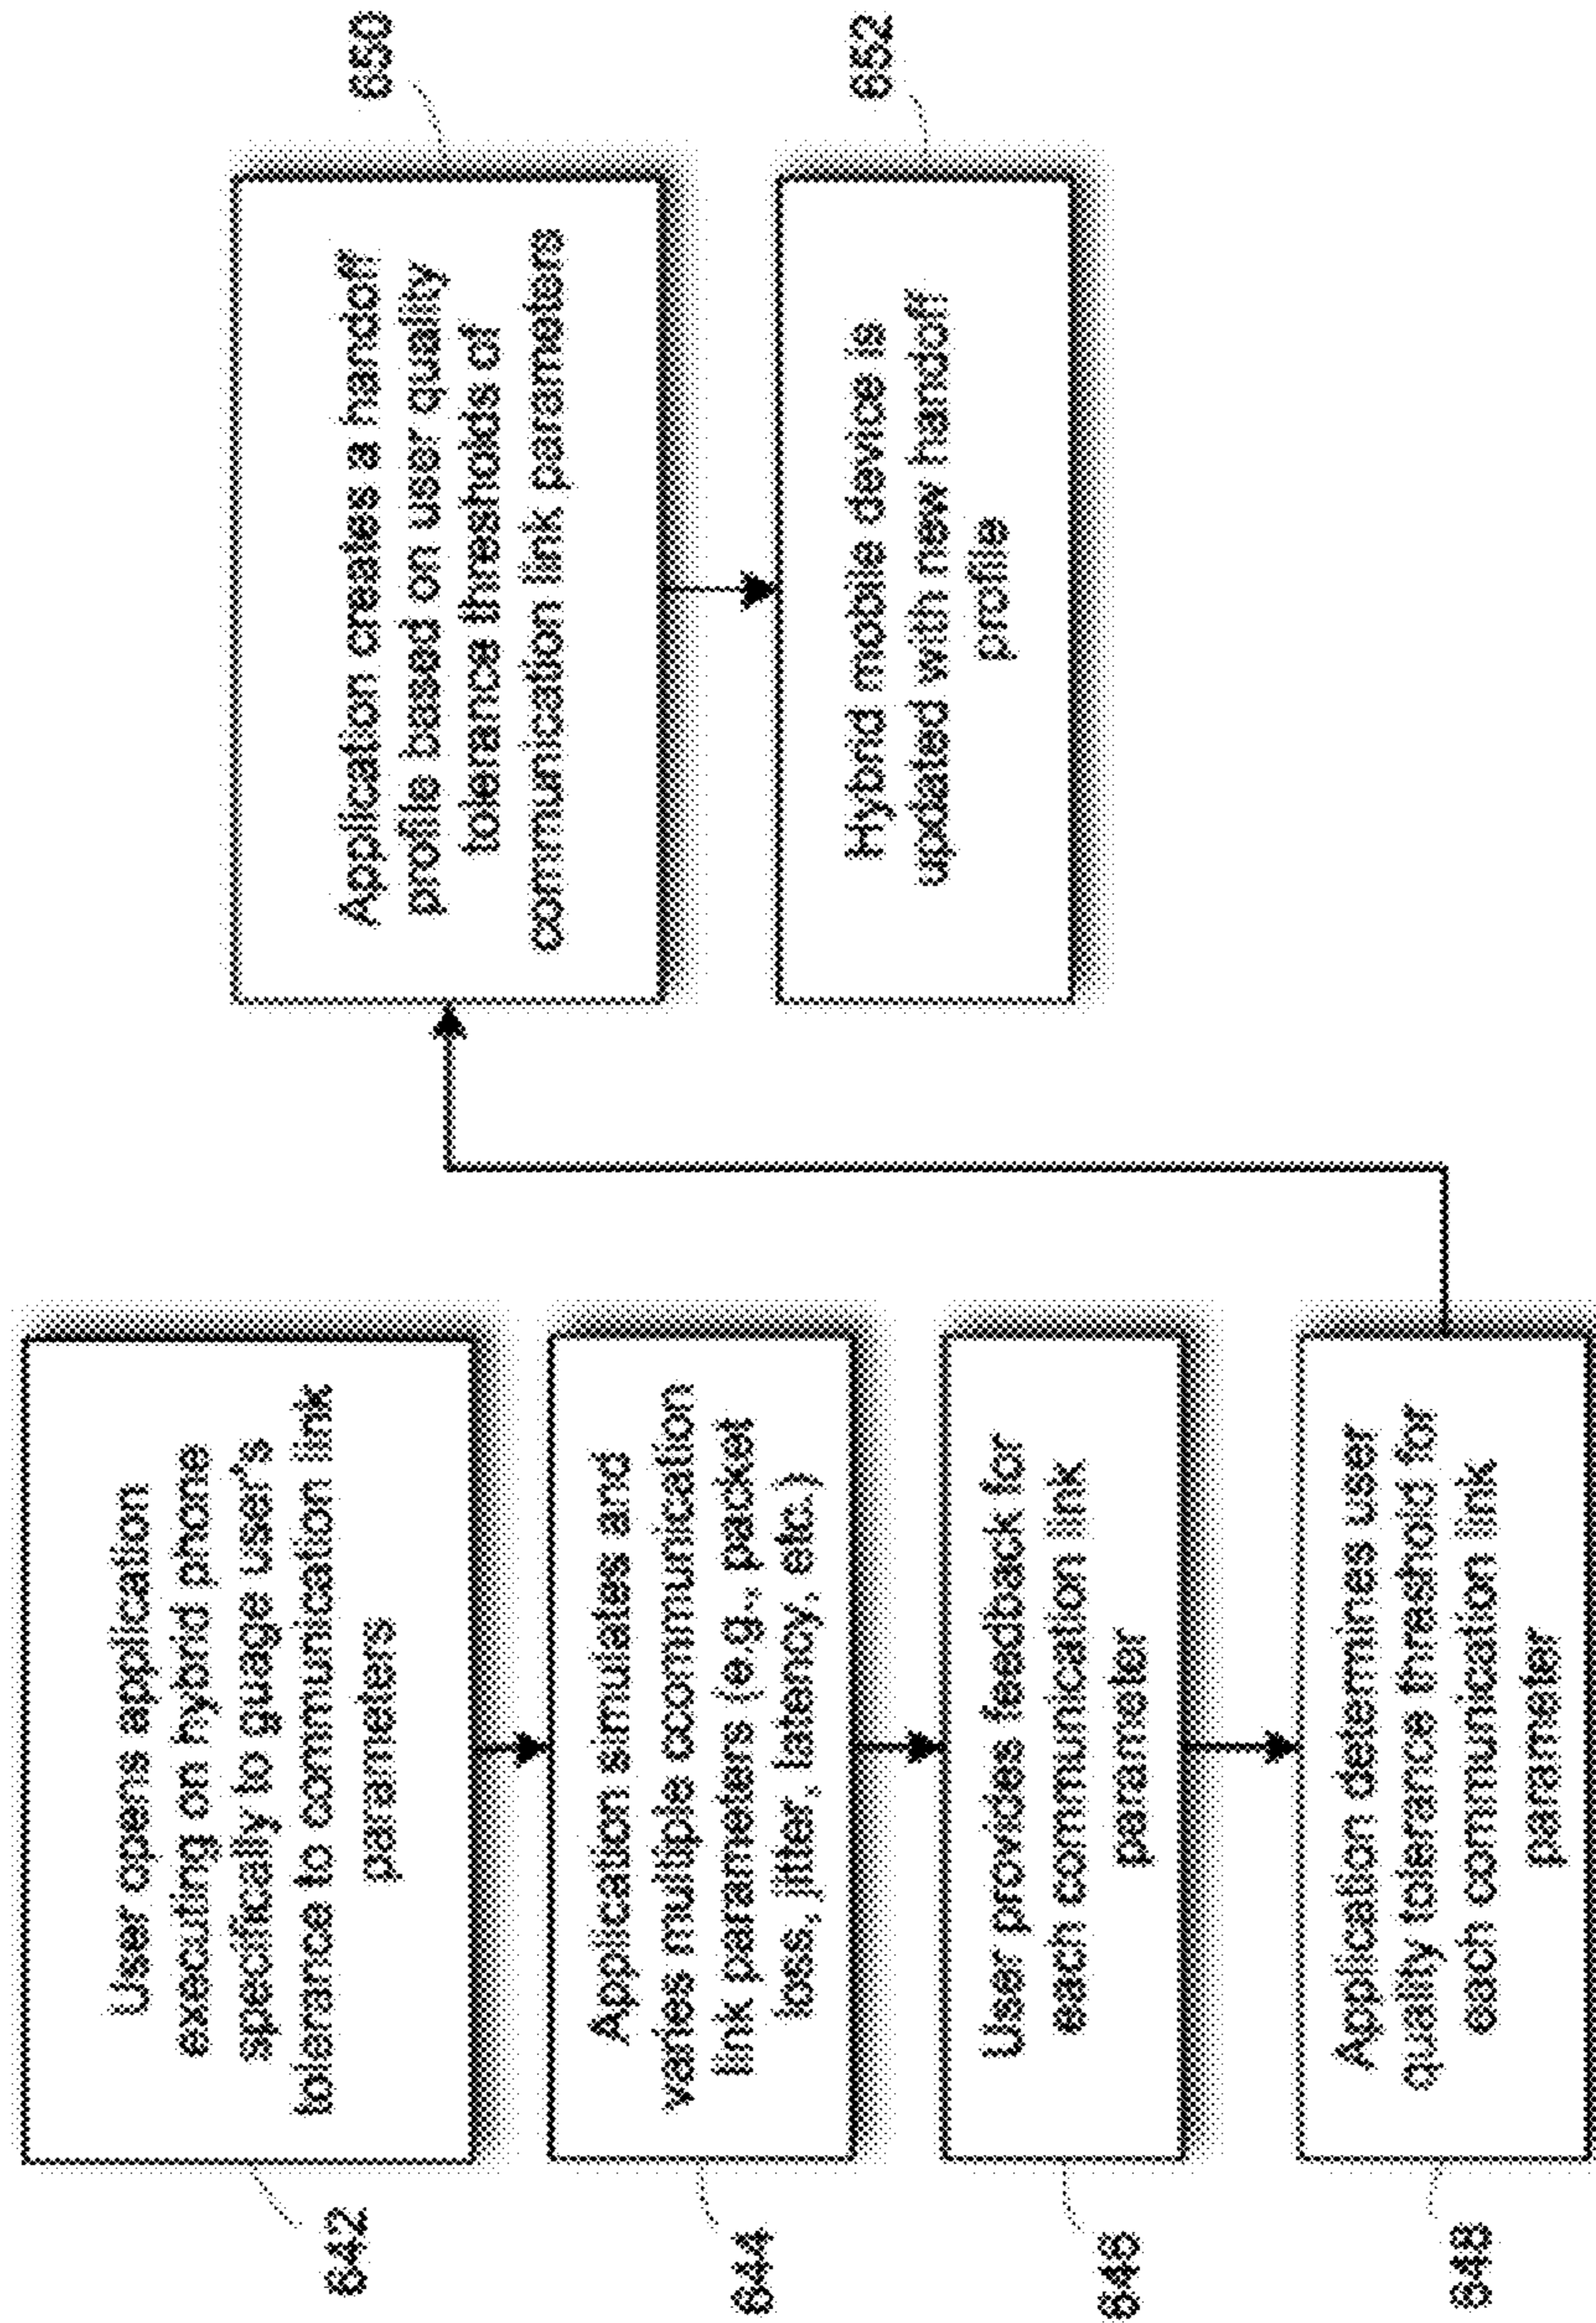 642
User opens application
executing on hybrid phone
specifically to guage user's
tolerance to communication link
parameters
644
Application simulates and
varies multiple communication
link parameters (e.g., packet
loss, jitter, latency, etc.)
646
User provides feedback for
each communication link
parameter
648
Application determines user
quality tolerance threshold for
each communication link
parameter
650
Application creates a handoff
profile based on user quality
tolerance thresholds of
communication link parameters
652
Hybrid mobile device is
updated with new handoff
profile